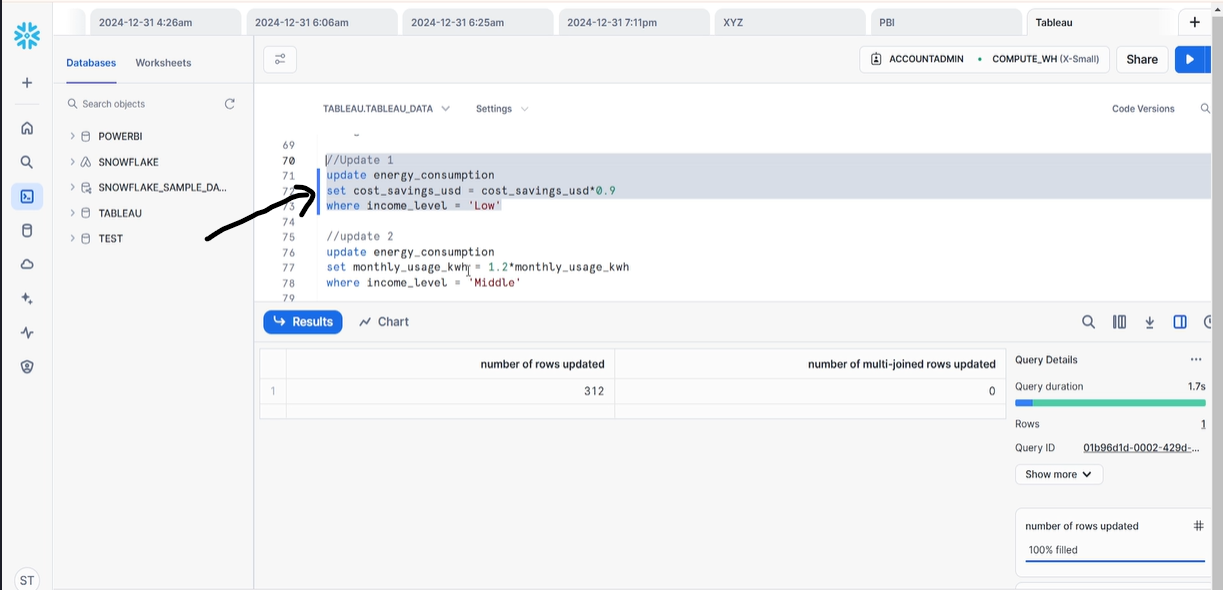 2024-12-31 4:26am
2024-12-31 6:06am
2024-12-31 6:25am
2024-12-31 7:11pm
XYZ
PBI
Tableau
Databases
Worksheets
ACCOUNTADMIN
COMPUTE_WH (X-Small)
Share
Search objects
TABLEAU.TABLEAU_DATA
Settings
Code Versions
POWERBI
SNOWFLAKE
SNOWFLAKE_SAMPLE_DA...
TABLEAU
TEST
69
70 //Update 1
71 update energy_consumption
72 set cost_savings_usd = cost_savings_usd*0.9
73 where income_level = 'Low'
74
75 //update 2
76 update energy_consumption
77 set monthly_usage_kwh = 1.2*monthly_usage_kwh
78 where income_level = 'Middle'
79
Results
Chart
number of rows updated
number of multi-joined rows updated
1 312 0
Query Details
Query duration 1.7s
Rows 1
Query ID 01b96d1d-0002-429d-...
Show more
number of rows updated
100% filled
ST